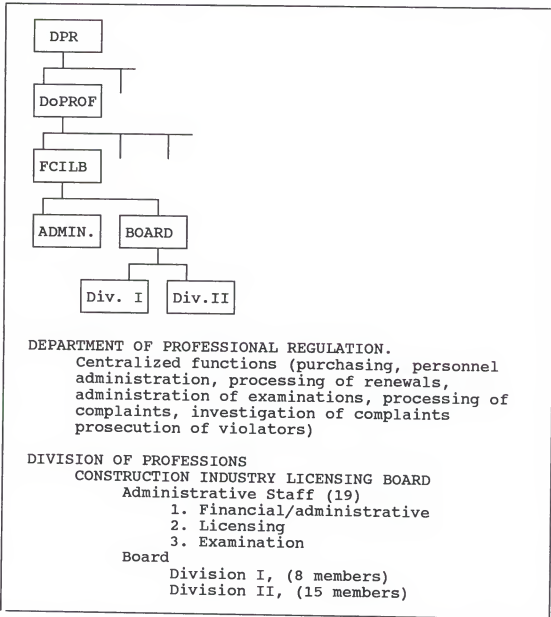 DPR
DoPROF
FCILB
ADMIN. BOARD
Div. I Div.II
DEPARTMENT OF PROFESSIONAL REGULATION.
Centralized functions (purchasing, personnel
administration, processing of renewals,
administration of examinations, processing of
complaints, investigation of complaints
prosecution of violators)
DIVISION OF PROFESSIONS
CONSTRUCTION INDUSTRY LICENSING BOARD
Administrative Staff (19)
1. Financial/administrative
2. Licensing
3. Examination
Board
Division I, (8 members)
Division II, (15 members)